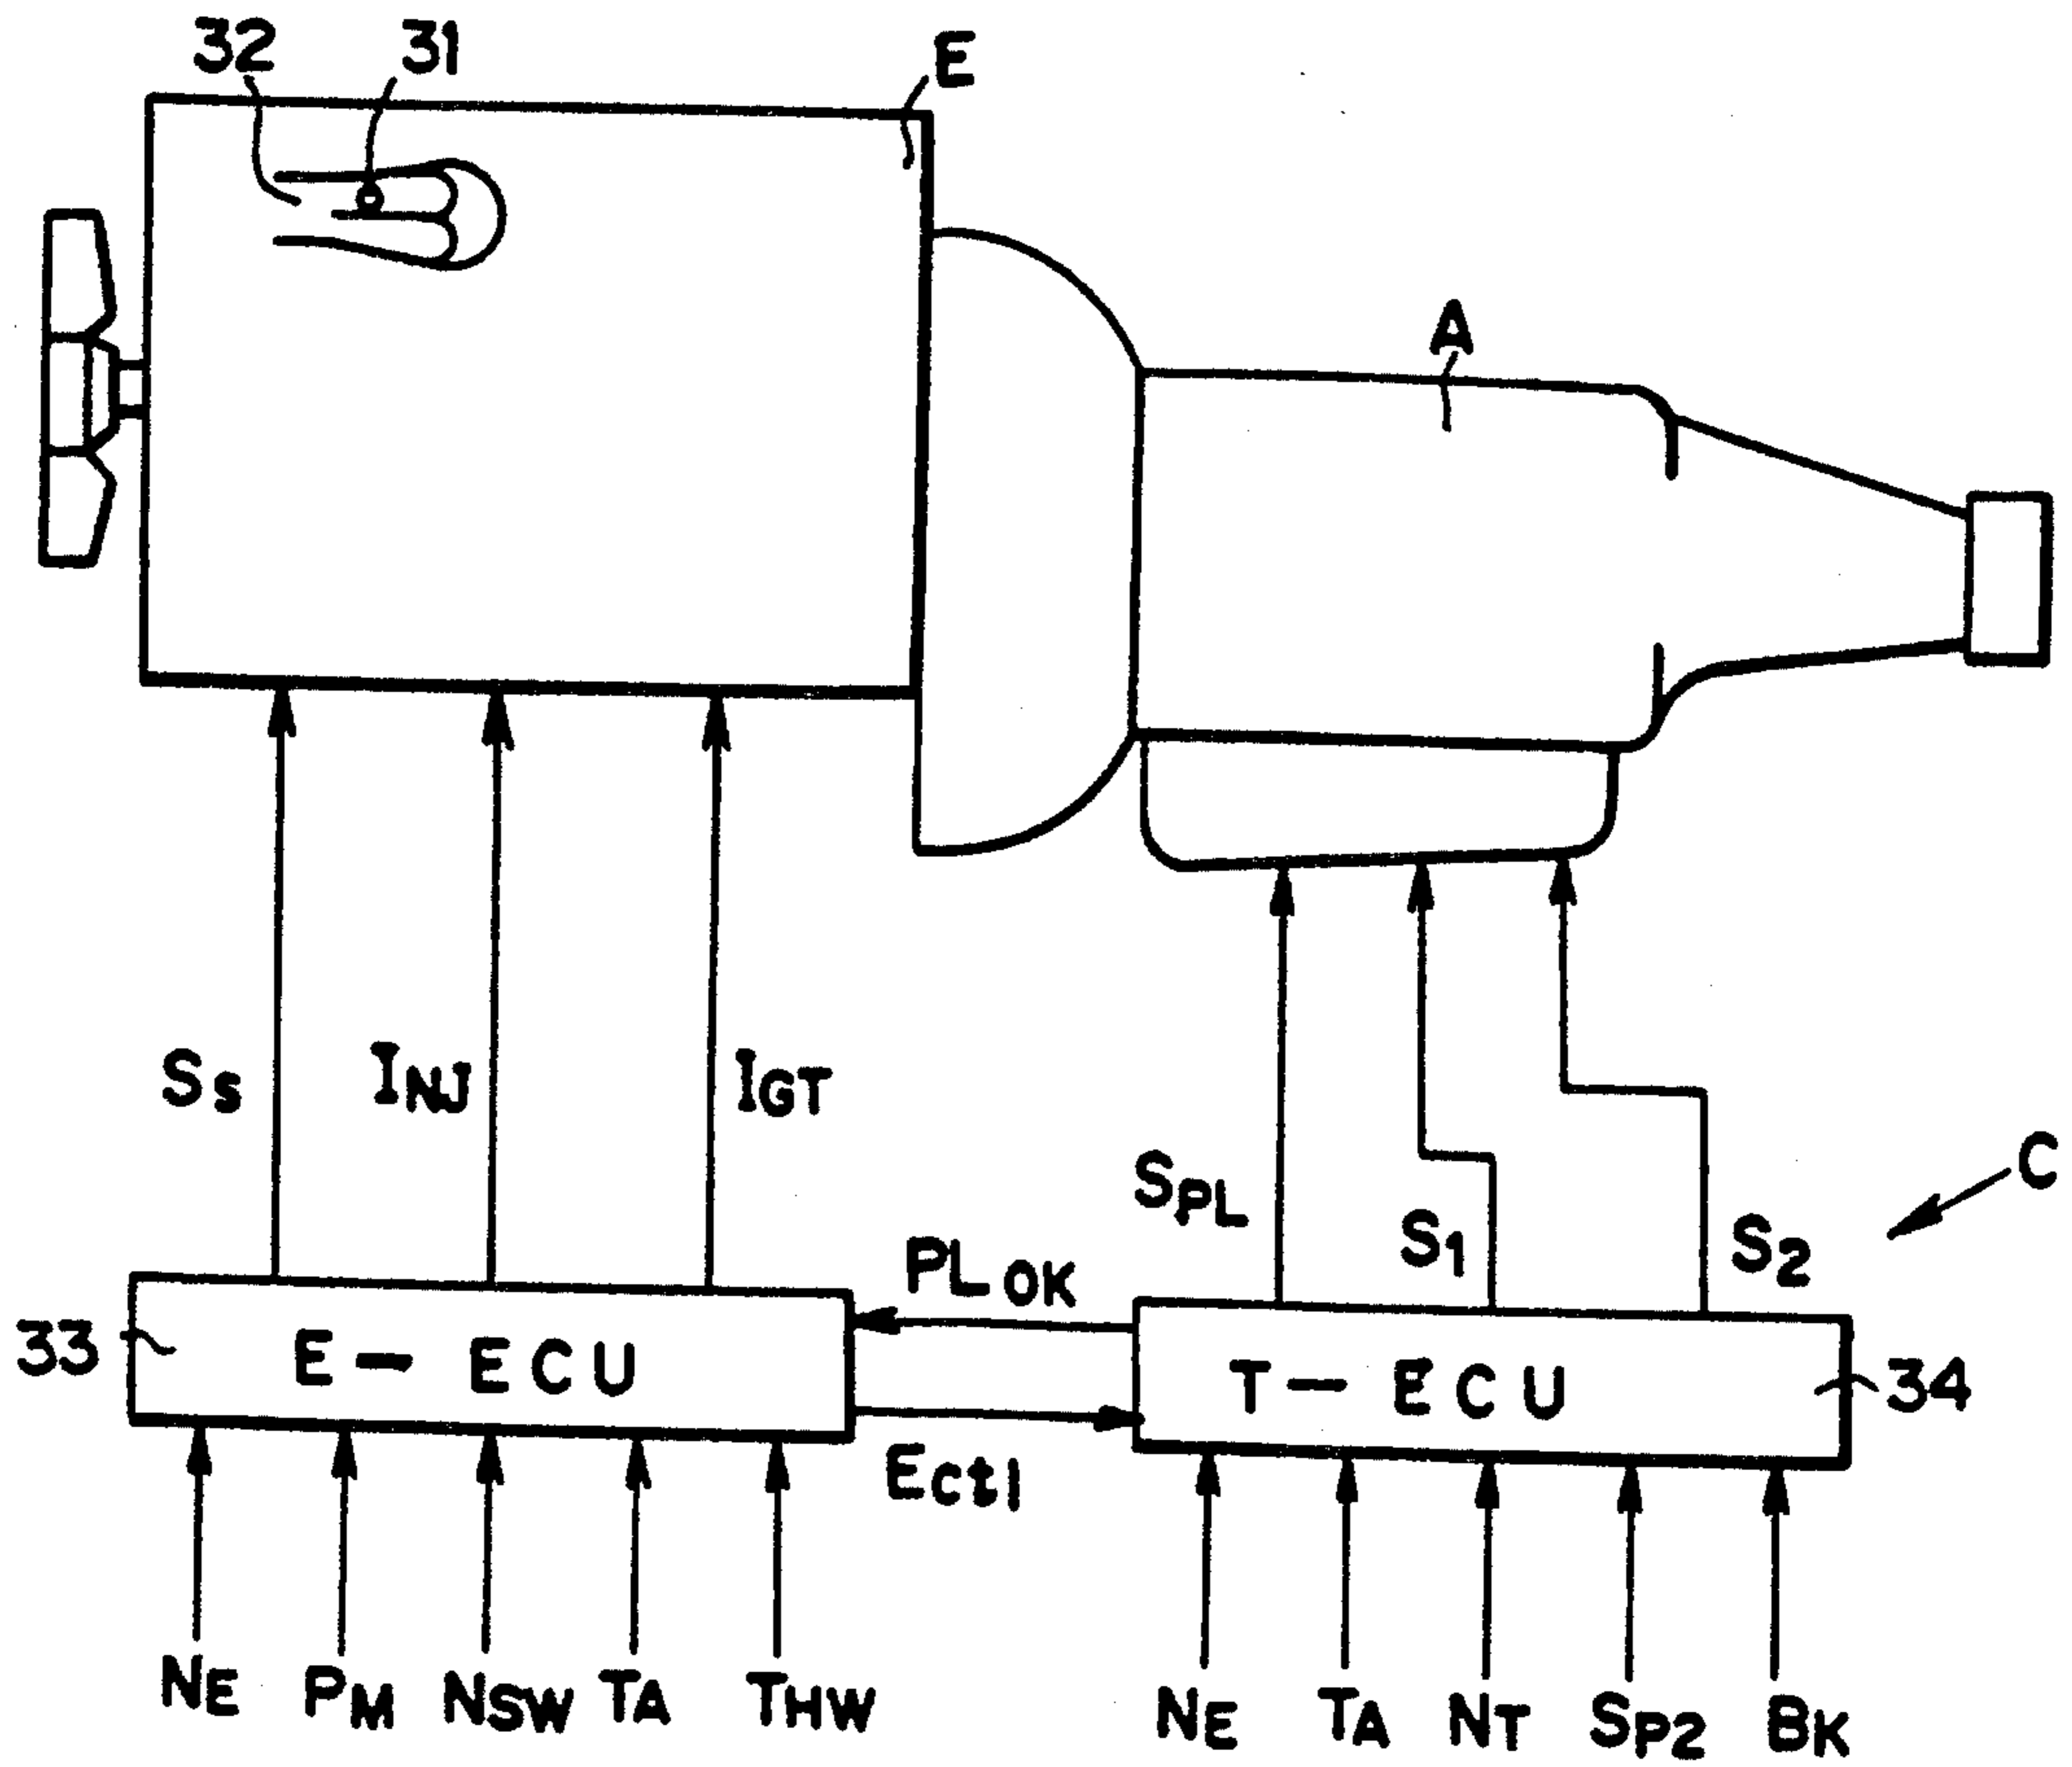 32
31
E
A
Ss
INJ
IGT
SPL
S1
S2
C
PLOK
33
E-ECU
T-ECU
34
Ect1
NE
PM
NSW
TA
THW
NE
TA
NT
SP2
BK